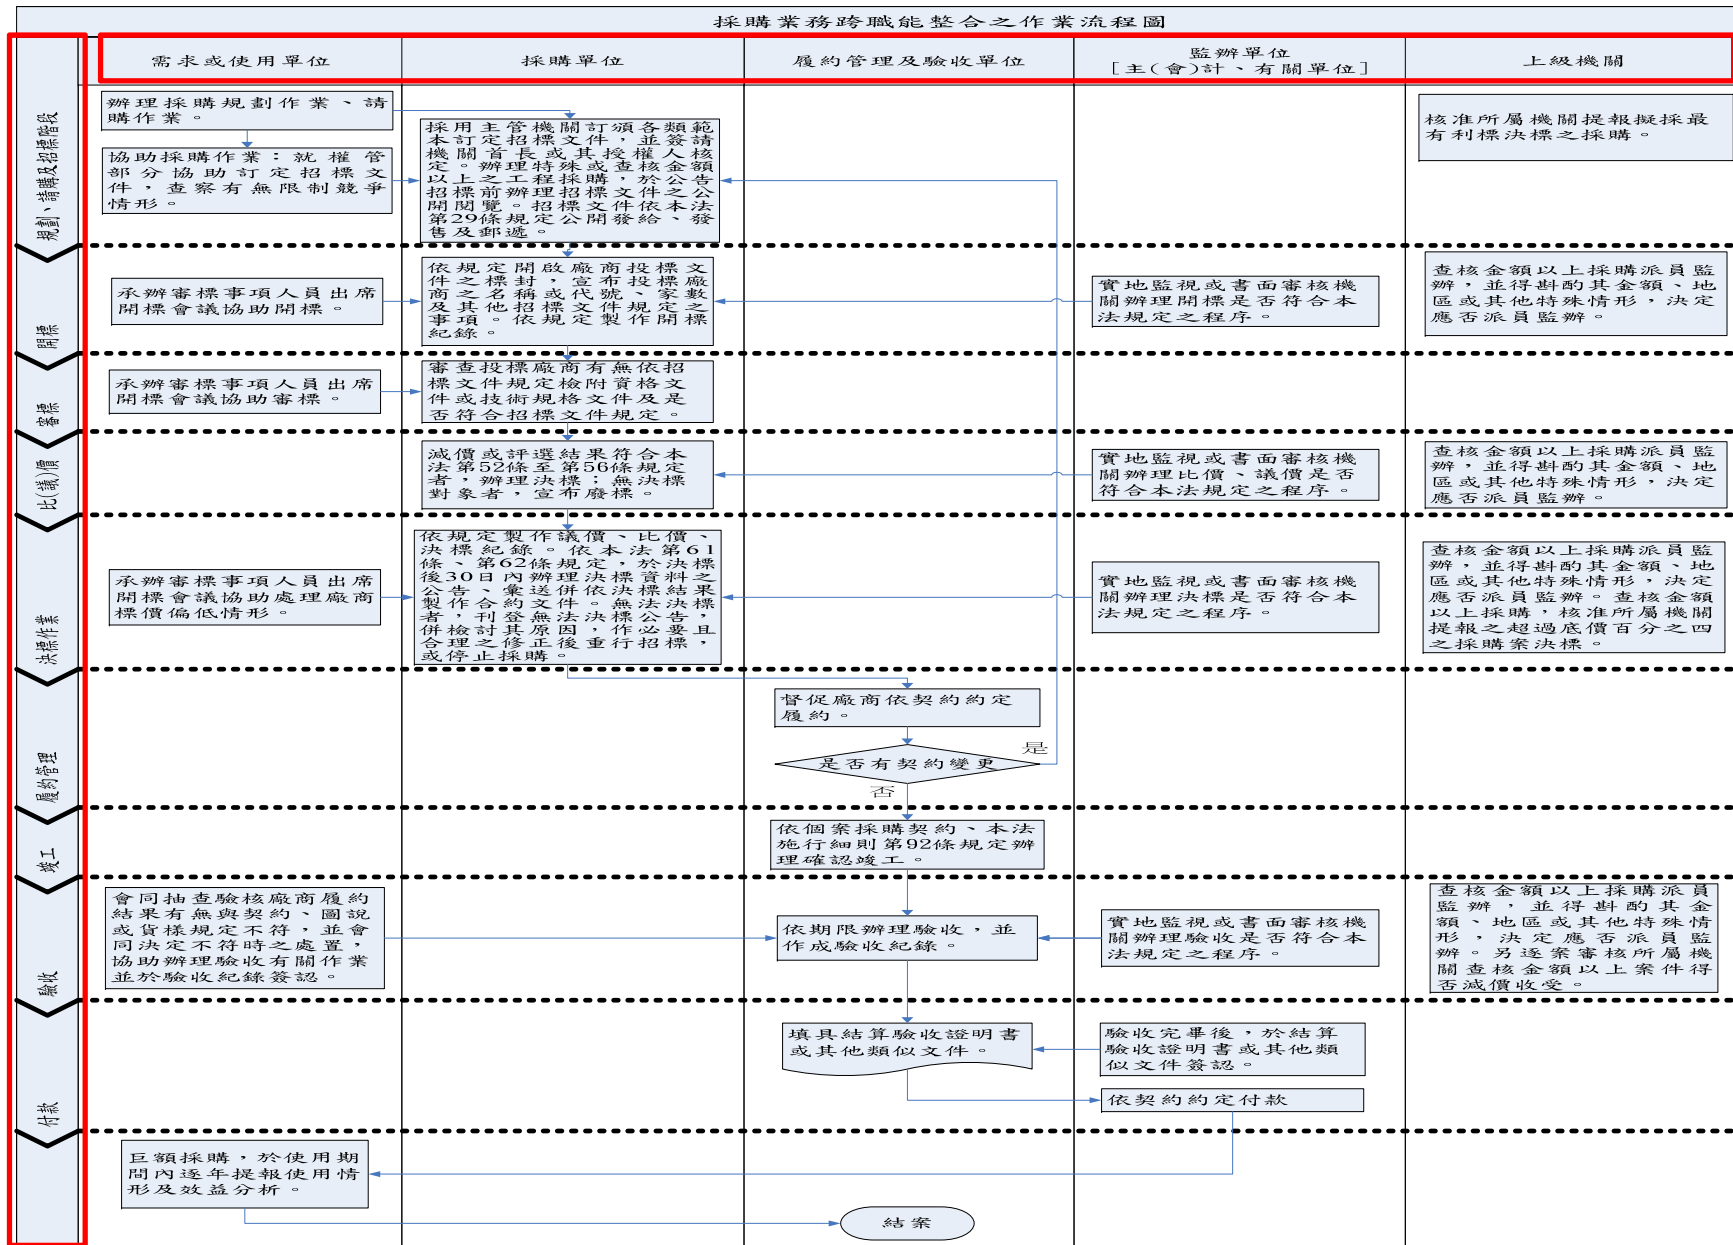 採購業務跨職能整合之作業流程圖
需求或使用單位
採購單位
履約管理及驗收單位
監辦單位
[主(會)計、有關單位]
上級機關
規劃、請購及招標階段
辦理採購規劃作業、請
購作業。
協助採購作業：就權管
部分協助訂定招標文
件，查察有無限制競爭
情形。
採用主管機關訂頒各類範
本訂定招標文件，並簽請
機關首長或其授權人核
定。辦理特殊或查核金額
以上之工程採購，於公告
招標前辦理招標文件之公
開閱覽。招標文件依本法
第29條規定公開發給、發
售及郵遞。
核准所屬機關提報擬採最
有利標決標之採購。
開標
承辦審標事項人員出席
開標會議協助開標。
依規定開啟廠商投標文
件之標封，宣布投標廠
商之名稱或代號、家數
及其他招標文件規定之
事項。依規定製作開標
紀錄。
實地監視或書面審核機
關辦理開標是否符合本
法規定之程序。
查核金額以上採購派員監
辦，並得斟酌其金額、地
區或其他特殊情形，決定
應否派員監辦。
審標
承辦審標事項人員出席
開標會議協助審標。
審查投標廠商有無依招
標文件規定檢附資格文
件或技術規格文件及是
否符合招標文件規定。
比(議)價
減價或評選結果符合本
法第52條至第56條規定
者，辦理決標；無決標
對象者，宣布廢標。
實地監視或書面審核機
關辦理比價、議價是否
符合本法規定之程序。
查核金額以上採購派員監
辦，並得斟酌其金額、地
區或其他特殊情形，決定
應否派員監辦。
決標作業
承辦審標事項人員出席
開標會議協助處理廠商
標價偏低情形。
依規定製作議價、比價、
決標紀錄。依本法第61
條、第62條規定，於決標
後30日內辦理決標資料之
公告、彙送併依決標結果
製作合約文件。無法決標
者，刊登無法決標公告，
併檢討其原因，作必要且
合理之修正後重行招標，
或停止採購。
實地監視或書面審核機
關辦理決標是否符合本
法規定之程序。
查核金額以上採購派員監
辦，並得斟酌其金額、地
區或其他特殊情形，決定
應否派員監辦。查核金額
以上採購，核准所屬機關
提報之超過底價百分之四
之採購案決標。
履約管理
督促廠商依契約約定
履約。
是否有契約變更
是
否
竣工
依個案採購契約、本法
施行細則第92條規定辦
理確認竣工。
驗收
會同抽查驗核廠商履約
結果有無與契約、圖說
或貨樣規定不符，並會
同決定不符時之處置，
協助辦理驗收有關作業
並於驗收紀錄簽認。
依期限辦理驗收，並
作成驗收紀錄。
實地監視或書面審核機
關辦理驗收是否符合本
法規定之程序。
查核金額以上採購派員
監辦，並得斟酌其金
額、地區或其他特殊情
形，決定應否派員監
辦。另逐案審核所屬機
關查核金額以上案件得
否減價收受。
付款
填具結算驗收證明書
或其他類似文件。
驗收完畢後，於結算
驗收證明書或其他類
似文件簽認。
依契約約定付款
巨額採購，於使用期
間內逐年提報使用情
形及效益分析。
結案